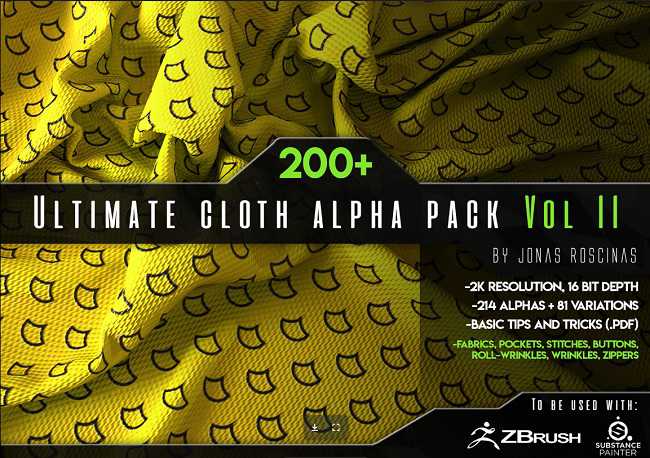 200+
ULTIMATE CLOTH ALPHA PACK VOL II
BY JONAS ROSCINAS
-2K RESOLUTION, 16 BIT DEPTH
-214 ALPHAS + 81 VARIATIONS
-BASIC TIPS AND TRICKS (.PDF)
-FABRICS, POCKETS, STITCHES, BUTTONS,
ROLL-WRINKLES, WRINKLES, ZIPPERS
TO BE USED WITH:
ZBRUSH
SUBSTANCE
PAINTER